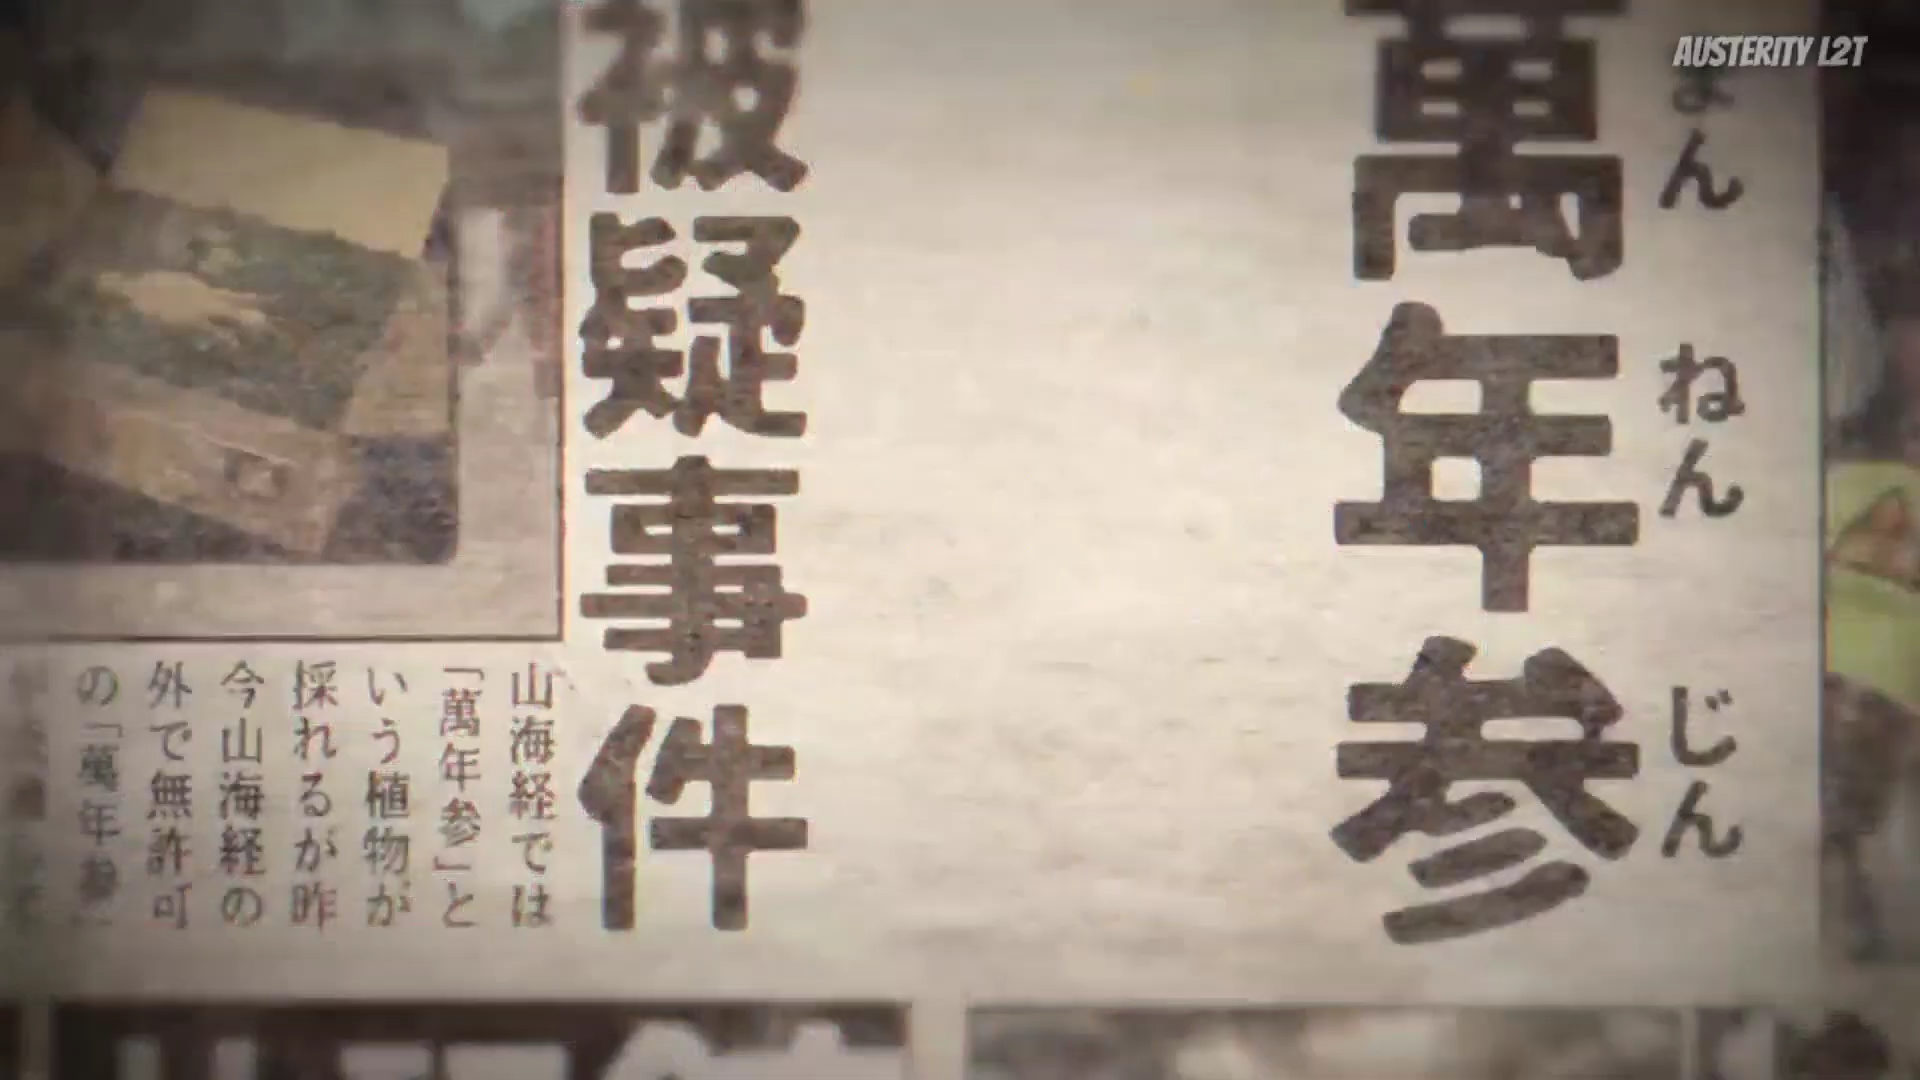 AUSTERITY L2T
萬年参
ねんじん
被疑事件
山海経では
「萬年参」と
いう植物が
採れるが昨
今山海経の
外で無許可
の「萬年参」